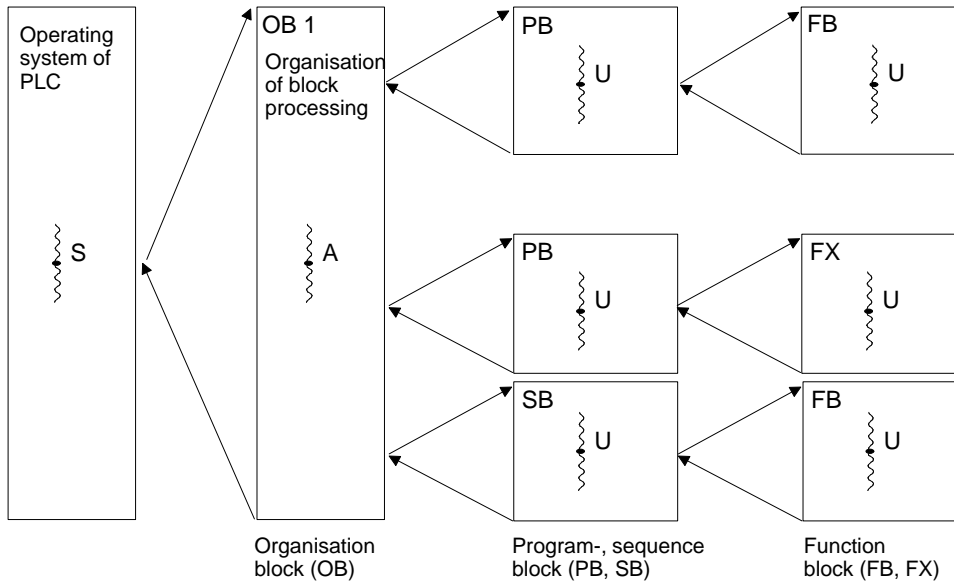 Operating
system of
PLC
S
OB 1
Organisation
of block
processing
A
PB
U
FB
U
PB
U
FX
U
SB
U
FB
U
Organisation
block (OB)
Program-, sequence
block (PB, SB)
Function
block (FB, FX)